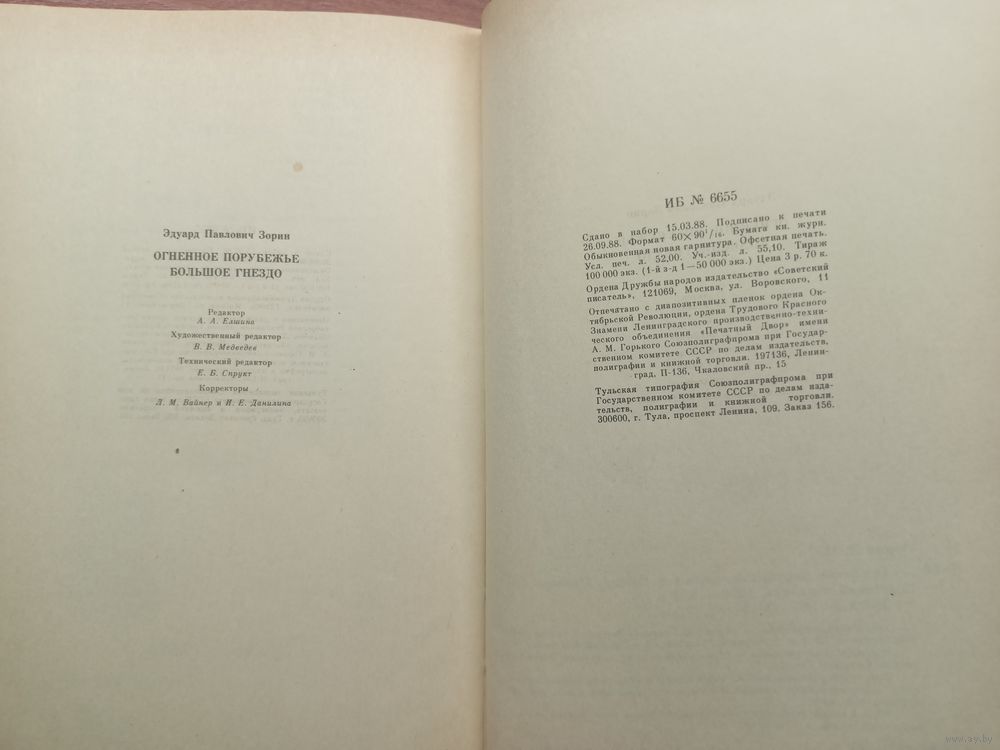 Эдуард Павлович Зорин
ОГНЕННОЕ ПОРУБЕЖЬЕ
БОЛЬШОЕ ГНЕЗДО
Редактор
А. А. Елшина
Художественный редактор
В. В. Медведев
Технический редактор
Е. Б. Спрукт
Корректоры
Л. М. Вайнер и И. Е. Данилина
ИБ № 6655
Сдано в набор 15.03.88. Подписано к печати
26.09.88. Формат 60×90¹/₁₆. Бумага кн. журн.
Обыкновенная новая гарнитура. Офсетная печать.
Усл. печ. л. 52,00. Уч.-изд. л. 55,10. Тираж
100 000 экз. (1-й з-д 1—50 000 экз.) Цена 3 р. 70 к.
Ордена Дружбы народов издательство «Советский
писатель», 121069, Москва, ул. Воровского, 11
Отпечатано с диапозитивных пленок ордена Ок-
тябрьской Революции, ордена Трудового Красного
Знамени Ленинградского производственно-техни-
ческого объединения «Печатный Двор» имени
А. М. Горького Союзполиграфпрома при Государ-
ственном комитете СССР по делам издательств,
полиграфии и книжной торговли. 197136, Ленин-
град, П-136, Чкаловский пр., 15
Тульская типография Союзполиграфпрома при
Государственном комитете СССР по делам изда-
тельств, полиграфии и книжной торговли.
300600, г. Тула, проспект Ленина, 109. Заказ 156.
www.ay.by